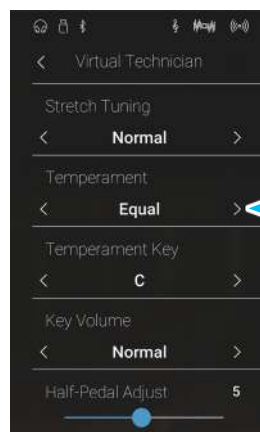 Virtual Technician
Stretch Tuning
Normal
Temperament
Equal
Temperament Key
C
Key Volume
Normal
Half-Pedal Adjust 5